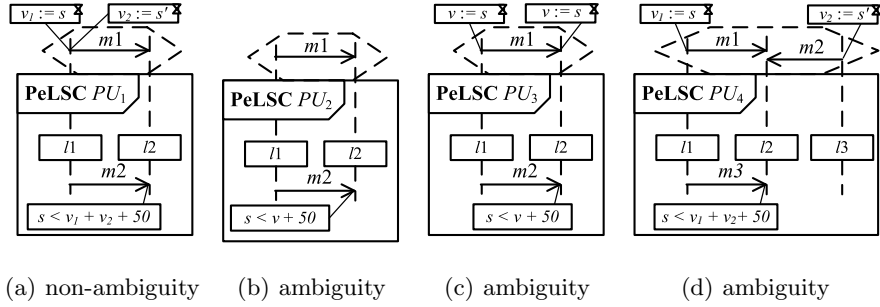 v₁ := s v₂ := s' v := s v := s v₁ := s v₂ := s'
m1 m1 m1 m1 m2
PeLSC PU₁ PeLSC PU₂ PeLSC PU₃ PeLSC PU₄
l1 l2 l1 l2 l1 l2 l1 l2 l3
m2 m2 m2 m3
s < v₁ + v₂ + 50 s < v + 50 s < v + 50 s < v₁ + v₂+ 50
(a) non-ambiguity (b) ambiguity (c) ambiguity (d) ambiguity